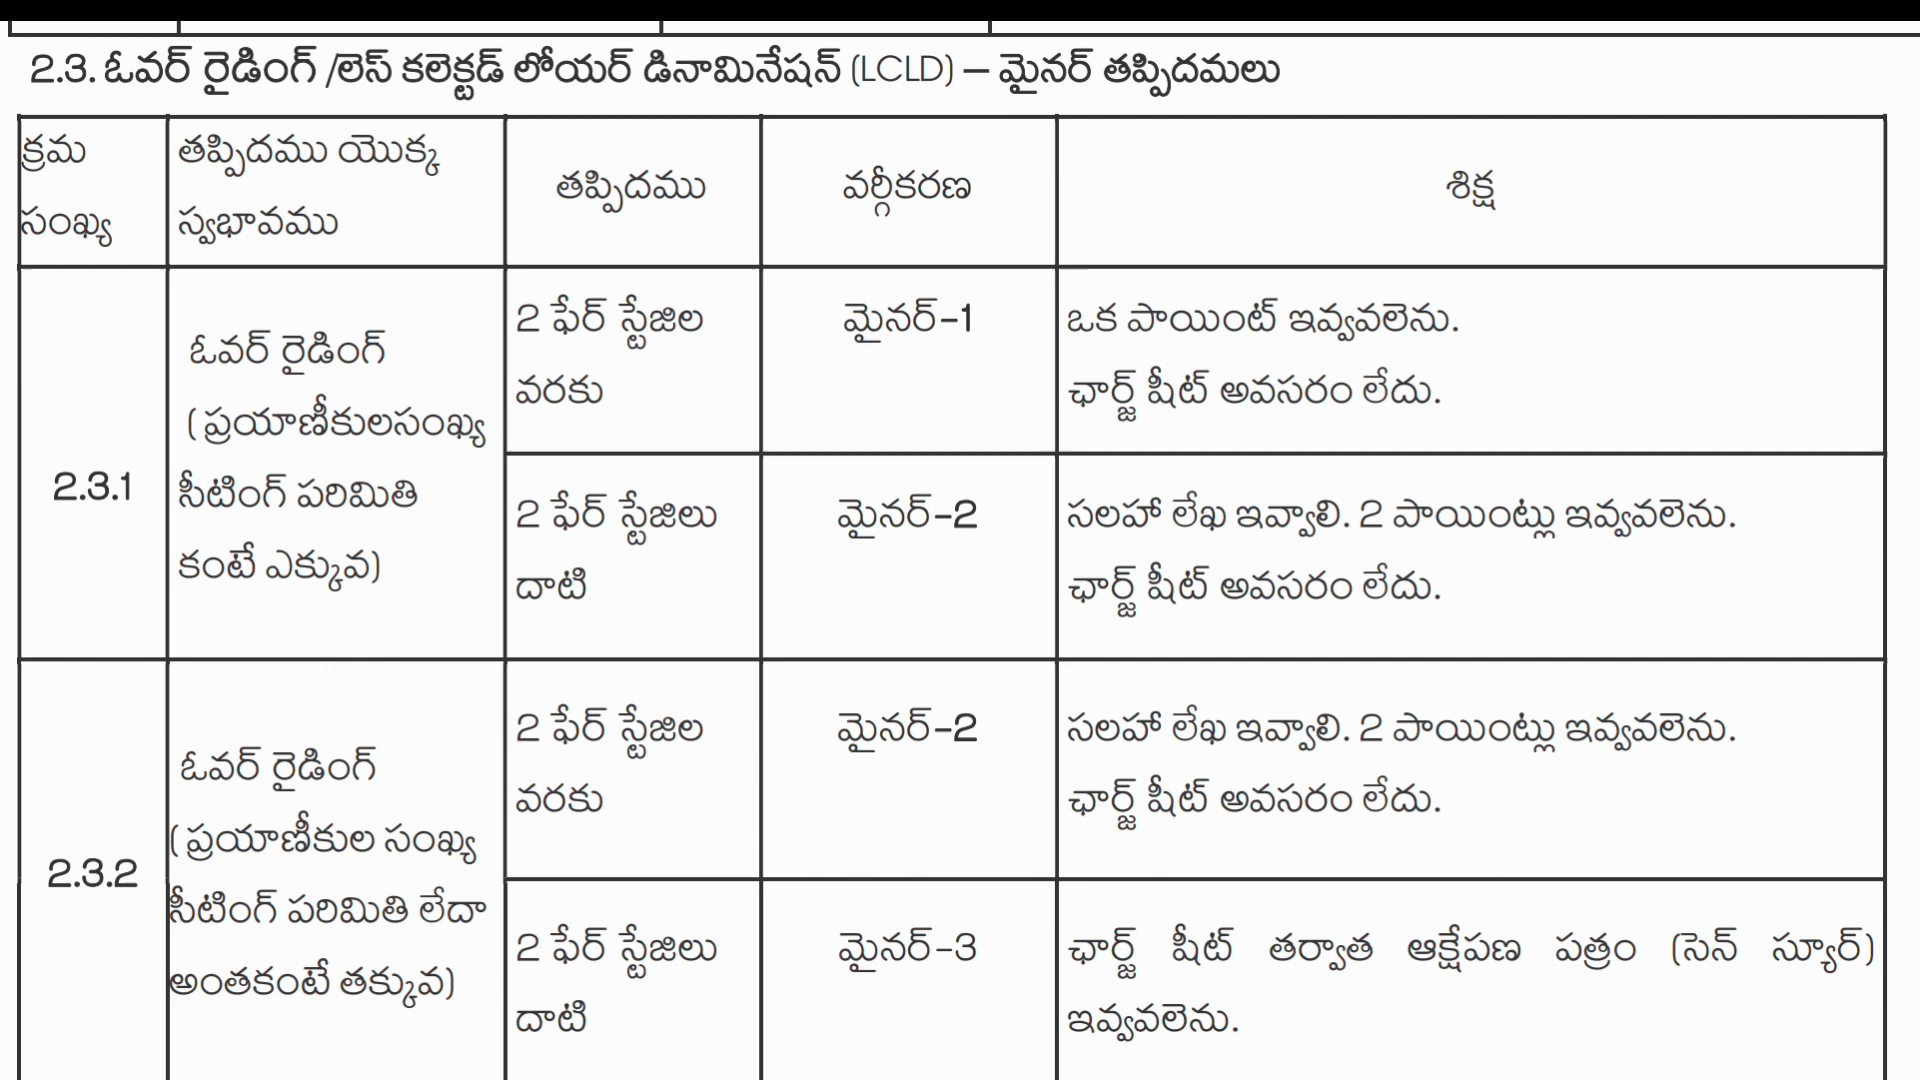 2.3. ఓవర్ రైడింగ్ /లెస్ కలెక్టడ్ లోయర్ డినామినేషన్ (LCLD) – మైనర్ తప్పిదమలు
క్రమ
సంఖ్య
తప్పిదము యొక్క
స్వభావము
తప్పిదము
వర్గీకరణ
శిక్ష
2.3.1
ఓవర్ రైడింగ్
( ప్రయాణీకులసంఖ్య
సీటింగ్ పరిమితి
కంటే ఎక్కువ)
2 ఫేర్ స్టేజిల
వరకు
మైనర్-1
ఒక పాయింట్ ఇవ్వవలెను.
ఛార్జ్ షీట్ అవసరం లేదు.
2 ఫేర్ స్టేజిలు
దాటి
మైనర్-2
సలహా లేఖ ఇవ్వాలి. 2 పాయింట్లు ఇవ్వవలెను.
ఛార్జ్ షీట్ అవసరం లేదు.
2.3.2
ఓవర్ రైడింగ్
( ప్రయాణీకుల సంఖ్య
సీటింగ్ పరిమితి లేదా
అంతకంటే తక్కువ)
2 ఫేర్ స్టేజిల
వరకు
మైనర్-2
సలహా లేఖ ఇవ్వాలి. 2 పాయింట్లు ఇవ్వవలెను.
ఛార్జ్ షీట్ అవసరం లేదు.
2 ఫేర్ స్టేజిలు
దాటి
మైనర్-3
ఛార్జ్ షీట్ తర్వాత ఆక్షేపణ పత్రం (సెన్ స్యూర్)
ఇవ్వవలెను.